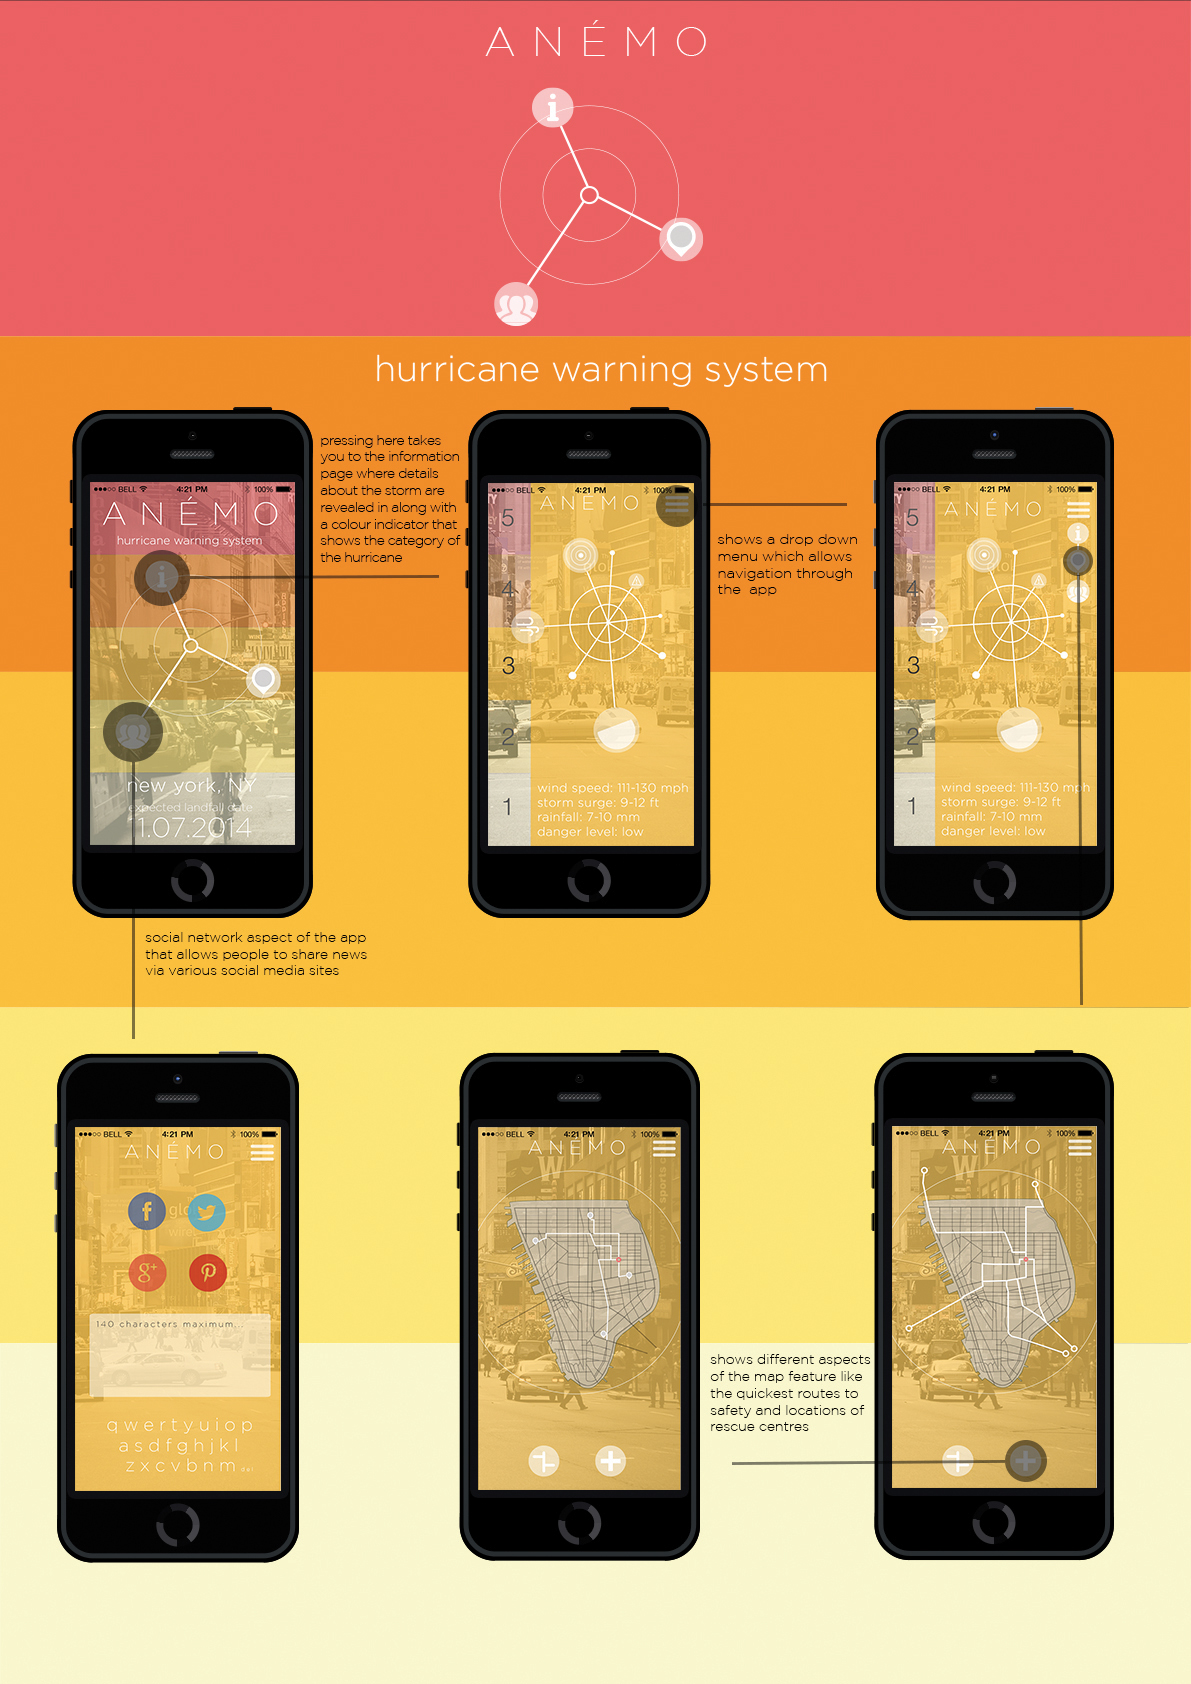 ANÉMO
hurricane warning system
pressing here takes
you to the information
page where details
about the storm are
revealed in along with
a colour indicator that
shows the category of
the hurricane
BELL 4:21 PM 100%
ANÉMO
hurricane warning system
new york, NY
expected landfall date
1.07.2014
BELL 4:21 PM 100%
ANÉMO
5
4
3
2
1
wind speed: 111-130 mph
storm surge: 9-12 ft
rainfall: 7-10 mm
danger level: low
shows a drop down
menu which allows
navigation through
the app
BELL 4:21 PM 100%
ANÉMO
5
4
3
2
1
wind speed: 111-130 mph
storm surge: 9-12 ft
rainfall: 7-10 mm
danger level: low
social network aspect of the app
that allows people to share news
via various social media sites
BELL 4:21 PM 100%
ANÉMO
140 characters maximum...
qwertyuiop
asdfghjkl
zxcvbnm del
BELL 4:21 PM 100%
ANÉMO
shows different aspects
of the map feature like
the quickest routes to
safety and locations of
rescue centres
BELL 4:21 PM 100%
ANÉMO